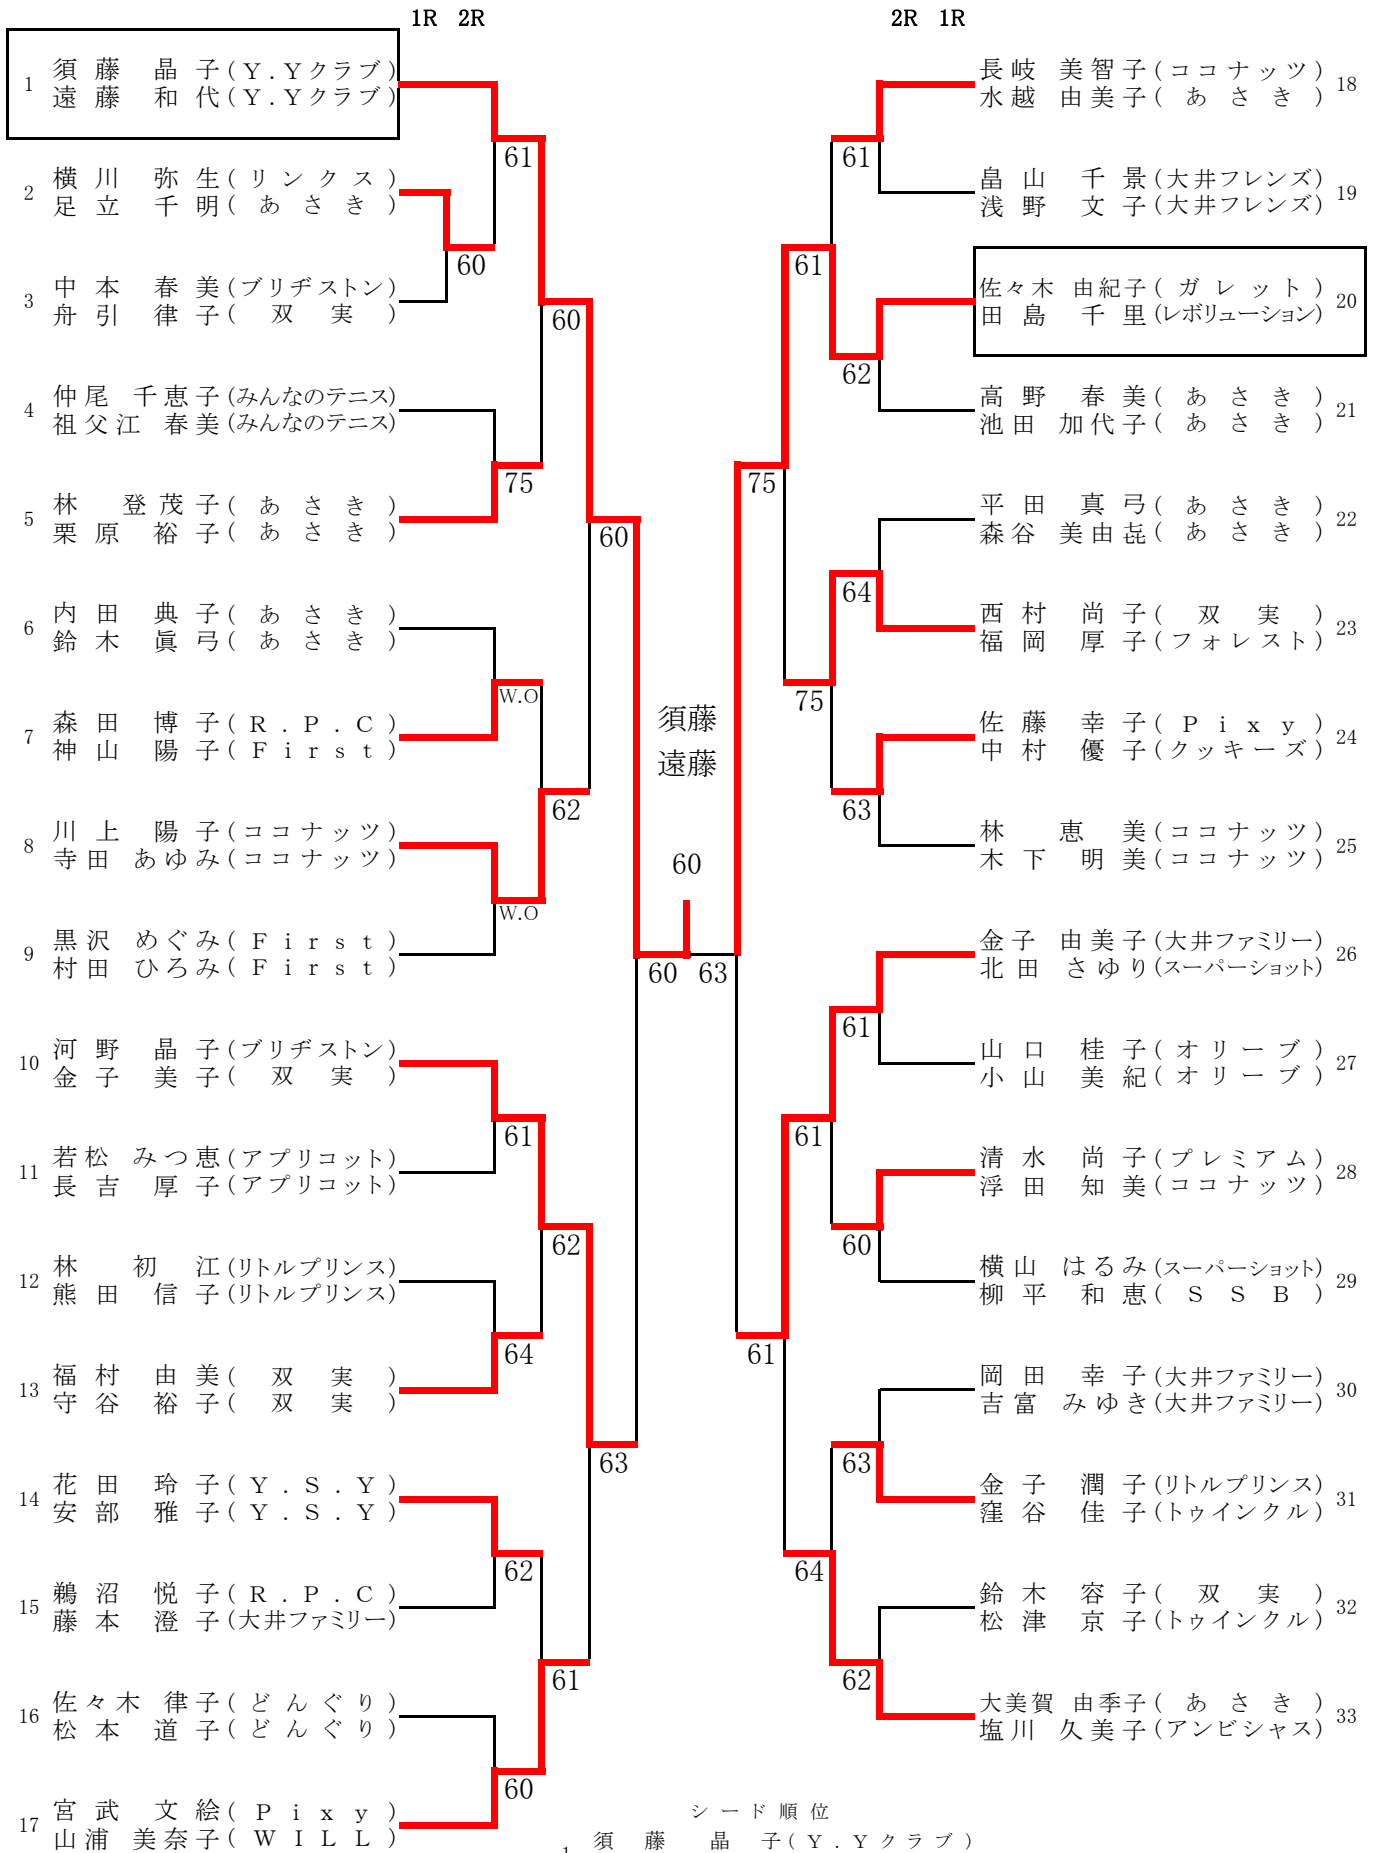 1R 2R
2R 1R
1 須藤 晶子(Y.Yクラブ)
遠藤 和代(Y.Yクラブ)
61
2 横川 弥生(リンクス)
足立 千明(あさき)
60
3 中本 春美(ブリヂストン)
舟引 律子(双実)
60
4 仲尾 千恵子(みんなのテニス)
祖父江 春美(みんなのテニス)
75
5 林 登茂子(あさき)
栗原 裕子(あさき)
60
6 内田 典子(あさき)
鈴木 眞弓(あさき)
W.O
7 森田 博子(R.P.C)
神山 陽子(First)
62
8 川上 陽子(ココナッツ)
寺田 あゆみ(ココナッツ)
W.O
9 黒沢 めぐみ(First)
村田 ひろみ(First)
10 河野 晶子(ブリヂストン)
金子 美子(双実)
61
11 若松 みつ恵(アプリコット)
長吉 厚子(アプリコット)
62
12 林 初江(リトルプリンス)
熊田 信子(リトルプリンス)
64
13 福村 由美(双実)
守谷 裕子(双実)
63
14 花田 玲子(Y.S.Y)
安部 雅子(Y.S.Y)
62
15 鵜沼 悦子(R.P.C)
藤本 澄子(大井ファミリー)
61
16 佐々木 律子(どんぐり)
松本 道子(どんぐり)
60
17 宮武 文絵(Pixy)
山浦 美奈子(WILL)
須藤
遠藤
60
60 63
長岐 美智子(ココナッツ) 18
水越 由美子(あさき)
61
畠山 千景(大井フレンズ) 19
浅野 文子(大井フレンズ)
61
佐々木 由紀子(ガレット) 20
田島 千里(レボリューション)
62
高野 春美(あさき) 21
池田 加代子(あさき)
75
平田 真弓(あさき) 22
森谷 美由㐂(あさき)
64
西村 尚子(双実) 23
福岡 厚子(フォレスト)
75
佐藤 幸子(Pixy) 24
中村 優子(クッキーズ)
63
林 恵美(ココナッツ) 25
木下 明美(ココナッツ)
金子 由美子(大井ファミリー) 26
北田 さゆり(スーパーショット)
61
山口 桂子(オリーブ) 27
小山 美紀(オリーブ)
61
清水 尚子(プレミアム) 28
浮田 知美(ココナッツ)
60
横山 はるみ(スーパーショット) 29
柳平 和恵(SSB)
61
岡田 幸子(大井ファミリー) 30
吉富 みゆき(大井ファミリー)
63
金子 潤子(リトルプリンス) 31
窪谷 佳子(トゥインクル)
64
鈴木 容子(双実) 32
松津 京子(トゥインクル)
62
大美賀 由季子(あさき) 33
塩川 久美子(アンビシャス)
シード順位
1 須藤 晶子(Y.Yクラブ)